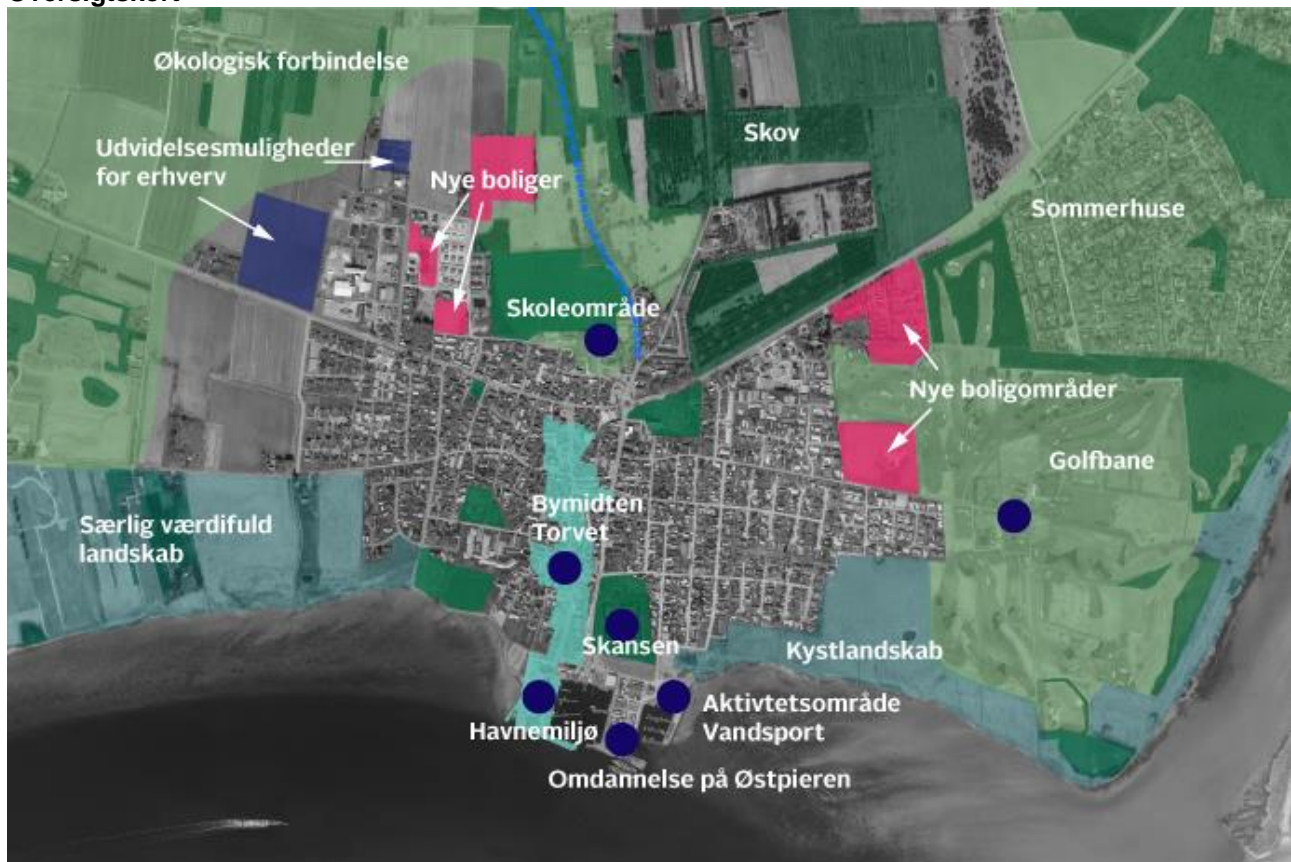 Oversigtskort
Økologisk forbindelse
Udvidelsesmuligheder
for erhverv
Nye boliger
Skov
Sommerhuse
Skoleområde
Nye boligområder
Golfbane
Bymidten
Torvet
Særlig værdifuld
landskab
Skansen
Kystlandskab
Havnemiljø
Aktivtetsområde
Vandsport
Omdannelse på Østpieren